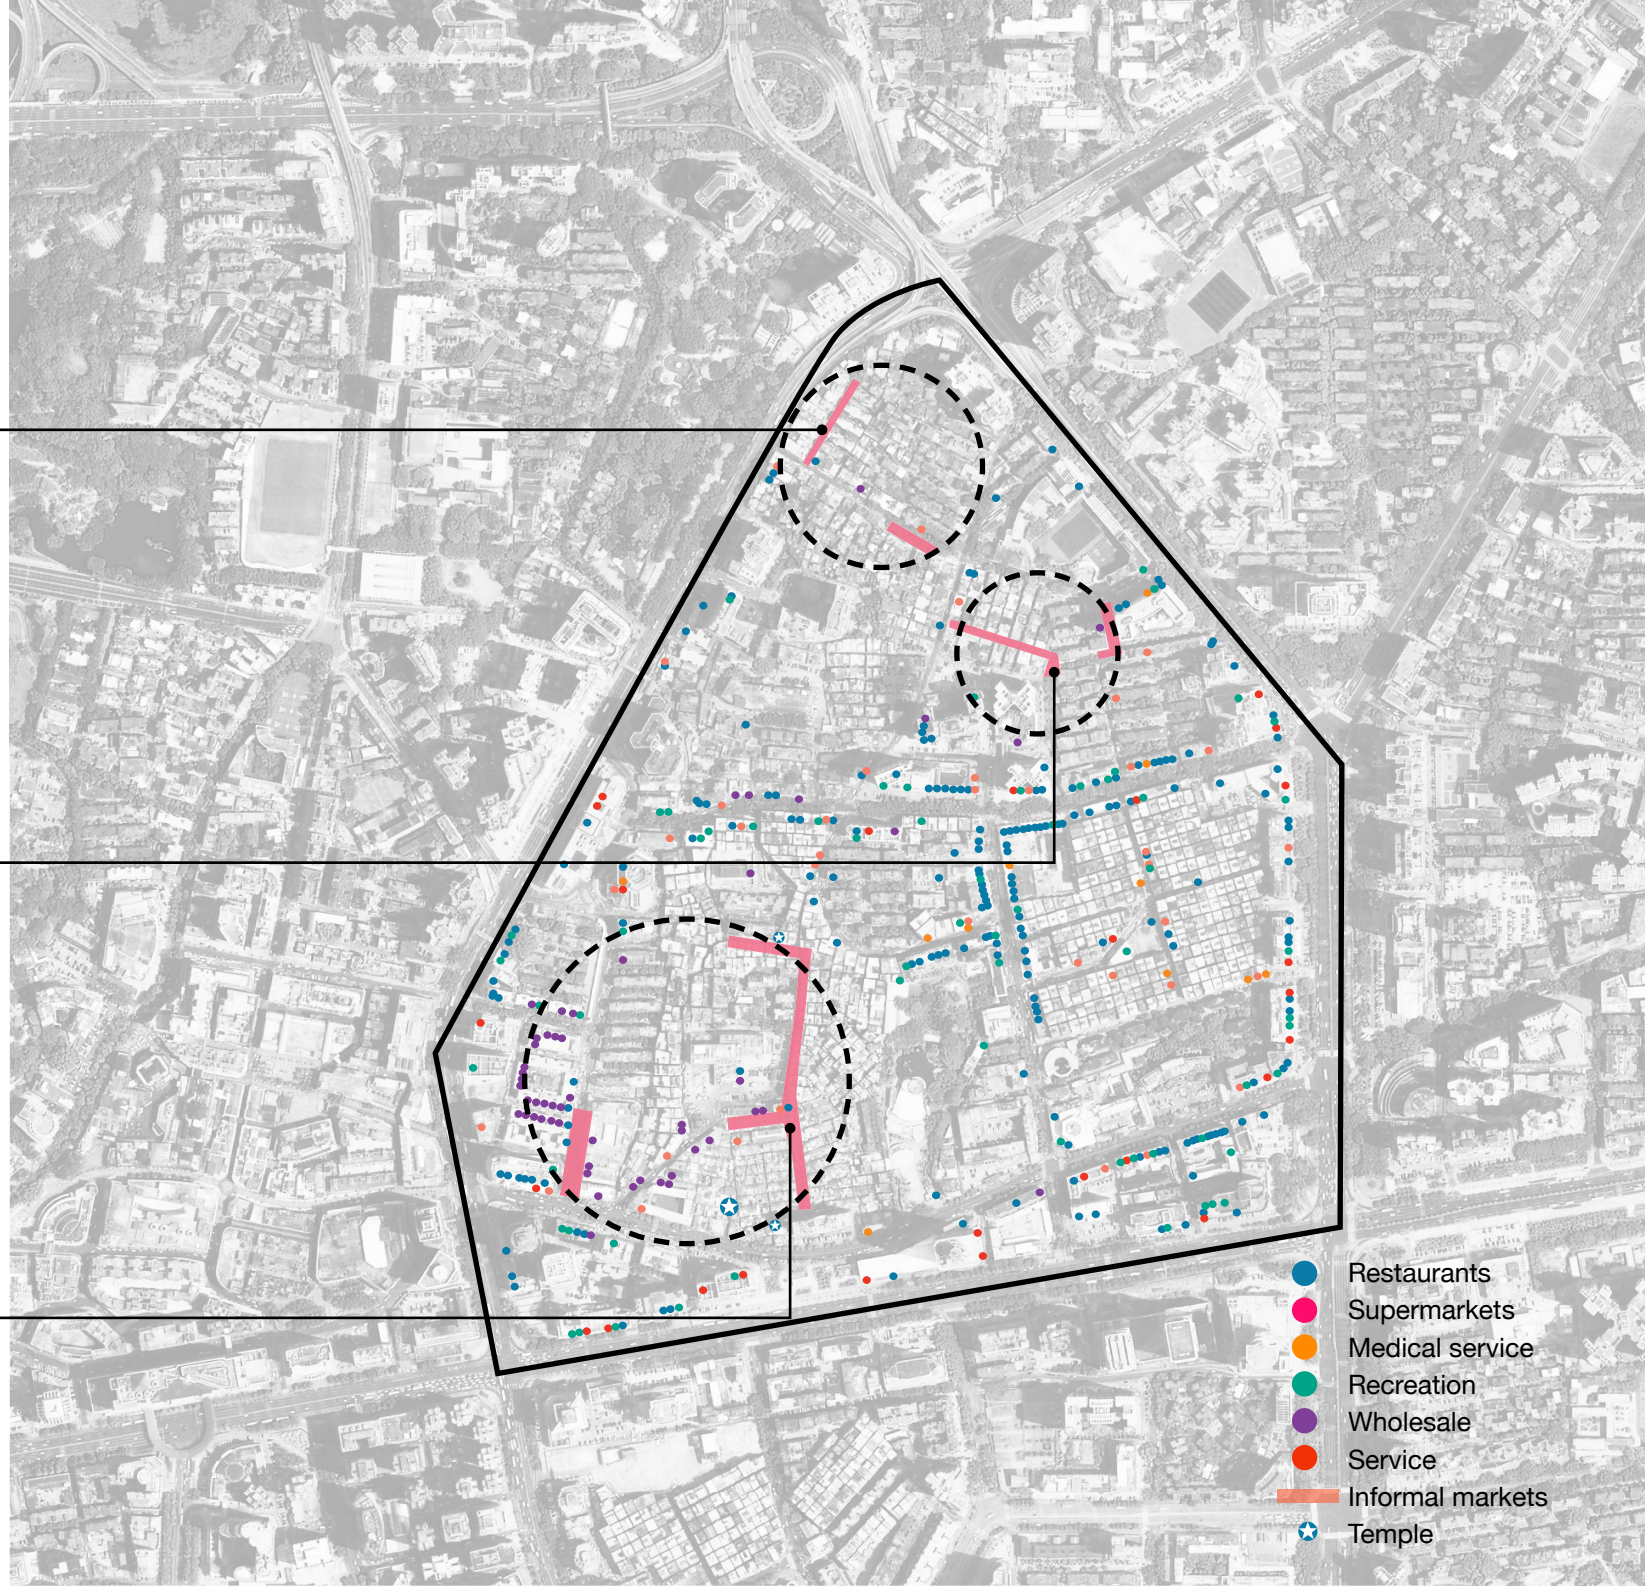 Restaurants
Supermarkets
Medical service
Recreation
Wholesale
Service
Informal markets
Temple